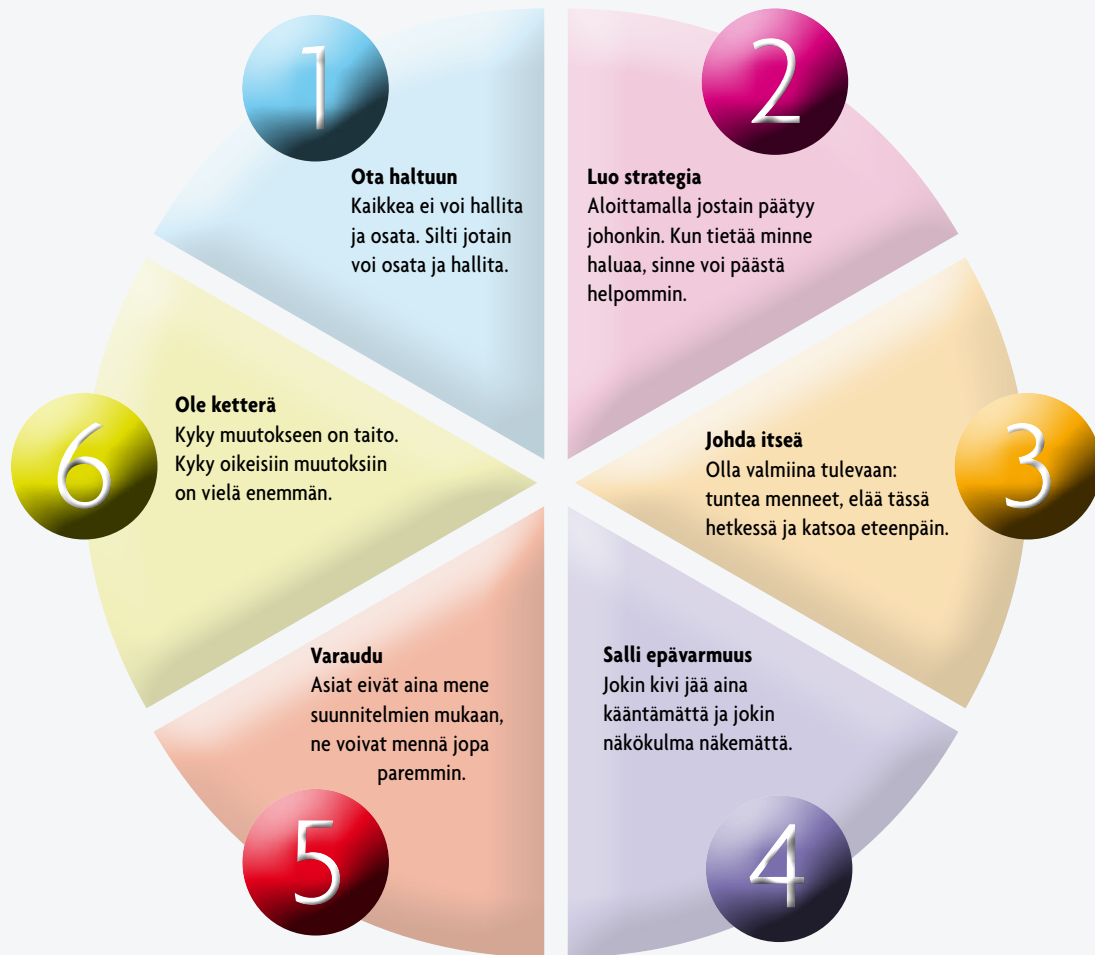 1
Ota haltuun
Kaikkea ei voi hallita
ja osata. Silti jotain
voi osata ja hallita.
2
Luo strategia
Aloittamalla jostain päätyy
johonkin. Kun tietää minne
haluaa, sinne voi päästä
helpommin.
3
Johda itseä
Olla valmiina tulevaan:
tuntea menneet, elää tässä
hetkessä ja katsoa eteenpäin.
4
Salli epävarmuus
Jokin kivi jää aina
kääntämättä ja jokin
näkökulma näkemättä.
5
Varaudu
Asiat eivät aina mene
suunnitelmien mukaan,
ne voivat mennä jopa
paremmin.
6
Ole ketterä
Kyky muutokseen on taito.
Kyky oikeisiin muutoksiin
on vielä enemmän.